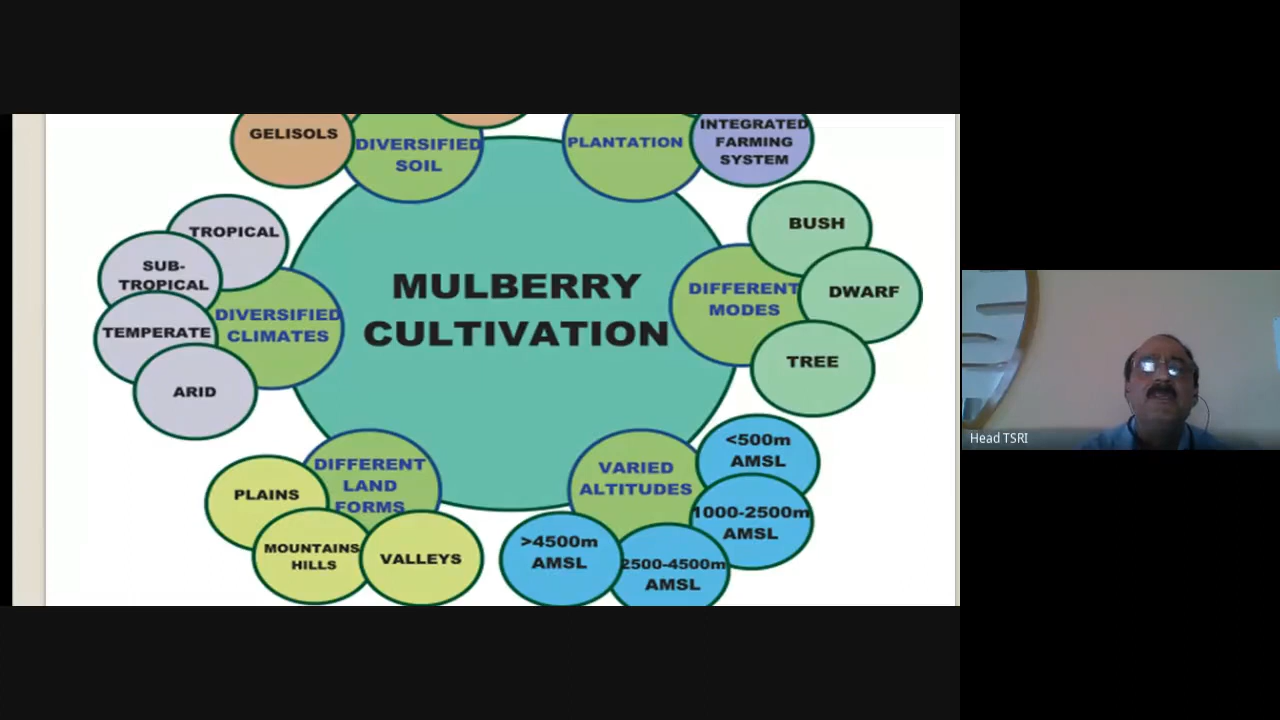 GELISOLS
DIVERSIFIED
SOIL
PLANTATION
INTEGRATED
FARMING
SYSTEM
TROPICAL
SUB-
TROPICAL
TEMPERATE
ARID
DIVERSIFIED
CLIMATES
MULBERRY
CULTIVATION
DIFFERENT
MODES
BUSH
DWARF
TREE
DIFFERENT
LAND
FORMS
PLAINS
MOUNTAINS
HILLS
VALLEYS
VARIED
ALTITUDES
<500m
AMSL
1000-2500m
AMSL
2500-4500m
AMSL
>4500m
AMSL
Head TSRI